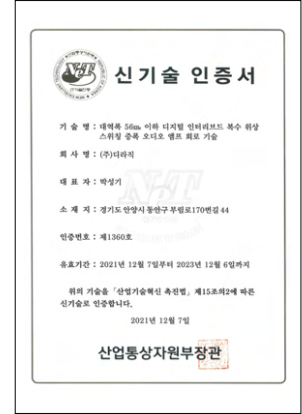 신기술 인증서
기 술 명 : 대역폭 56㎝ 이하 디지털 인터리브드 복수 위상
스위칭 증폭 오디오 앰프 회로 기술
회 사 명 : (주)디라직
대 표 자 : 박성기
소 재 지 : 경기도 안양시 동안구 부림로170번길 44
인증번호 : 제1360호
유효기간 : 2021년 12월 7일부터 2023년 12월 6일까지
위의 기술을 「산업기술혁신 촉진법」 제15조의2에 따른
신기술로 인증합니다.
2021년 12월 7일
산업통상자원부장관